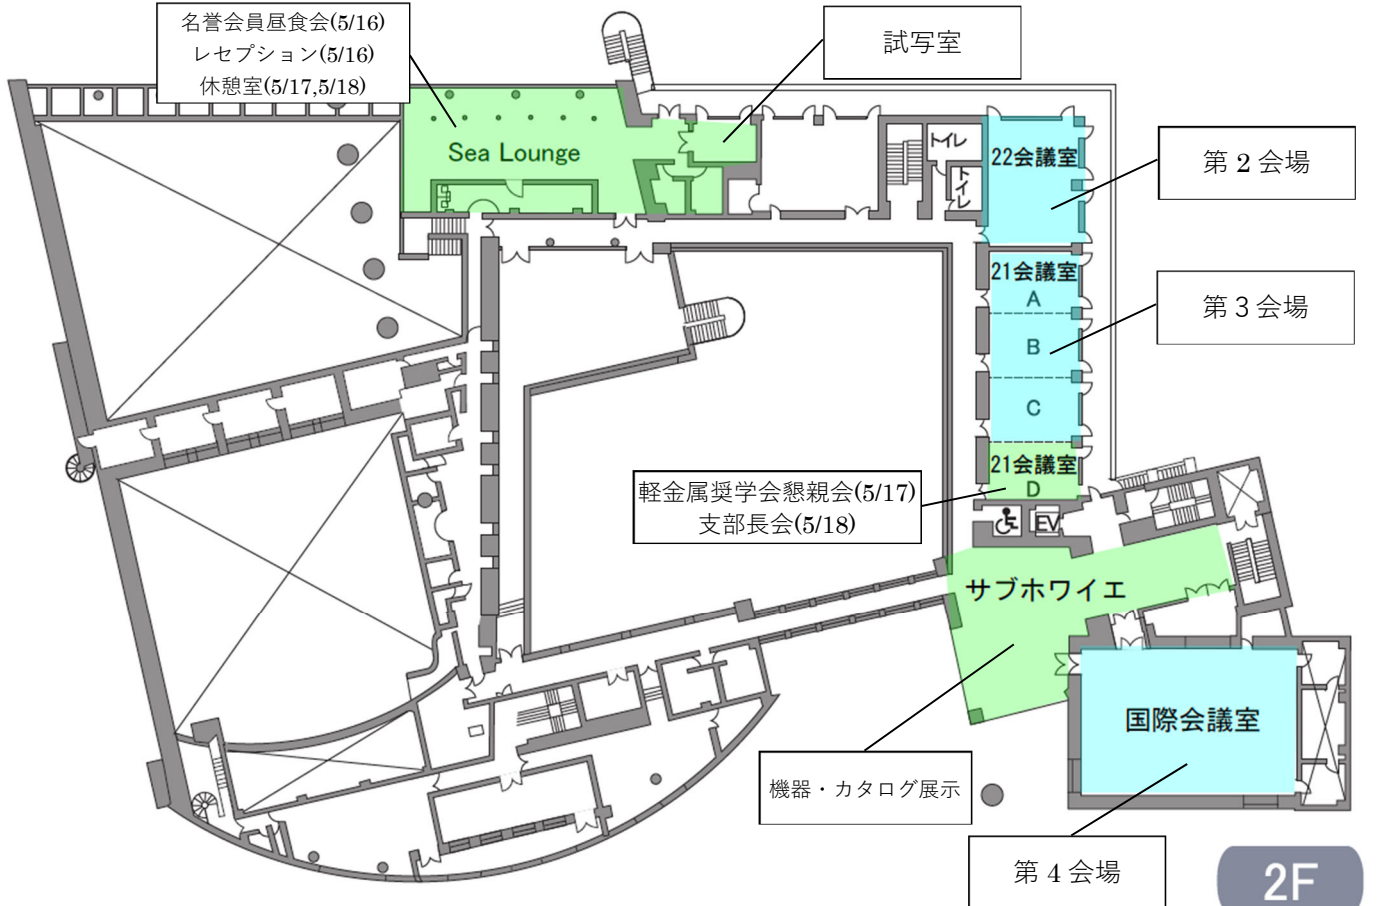 名誉会員昼食会(5/16)
レセプション(5/16)
休憩室(5/17,5/18)
試写室
Sea Lounge
トイレ
トイレ
22会議室
第２会場
21会議室
A
B
C
第３会場
21会議室
D
軽金属奨学会懇親会(5/17)
支部長会(5/18)
EV
サブホワイエ
国際会議室
機器・カタログ展示
第４会場
2F